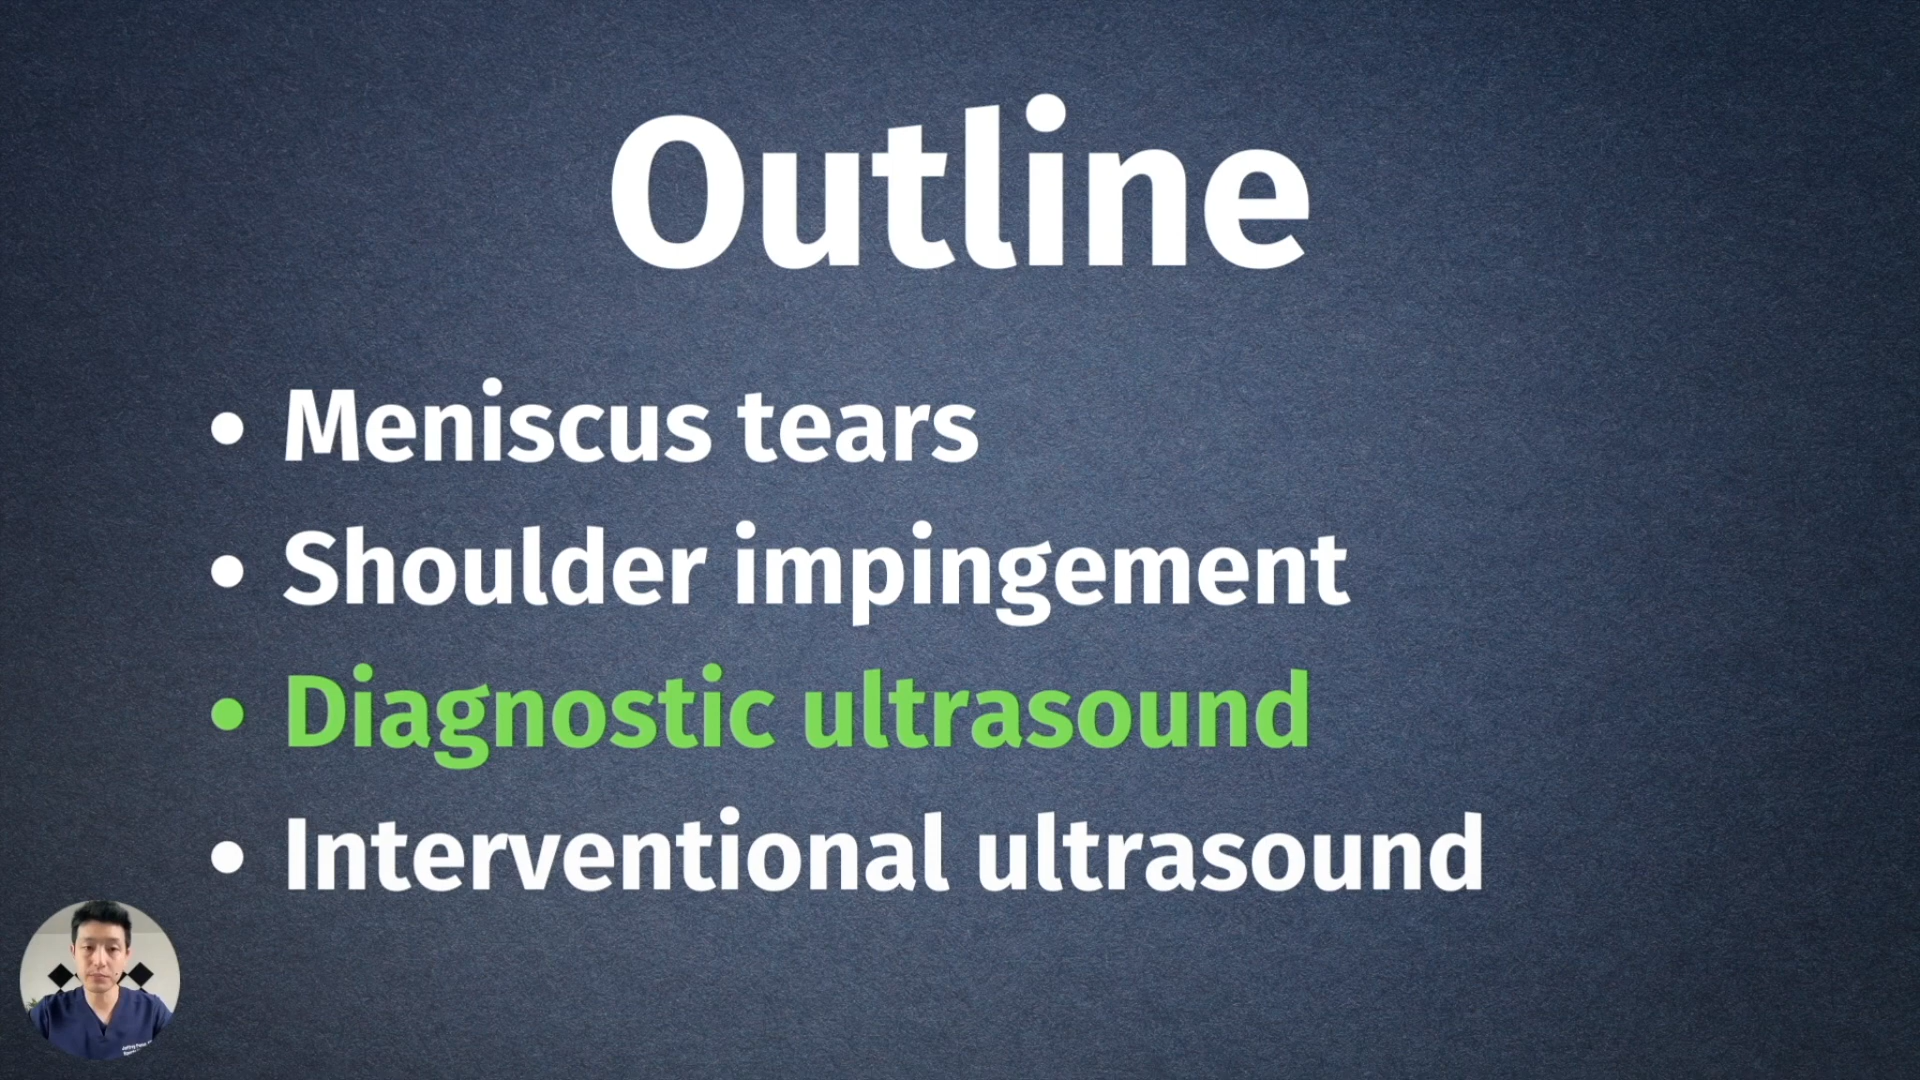 Outline
• Meniscus tears
• Shoulder impingement
• Diagnostic ultrasound
• Interventional ultrasound